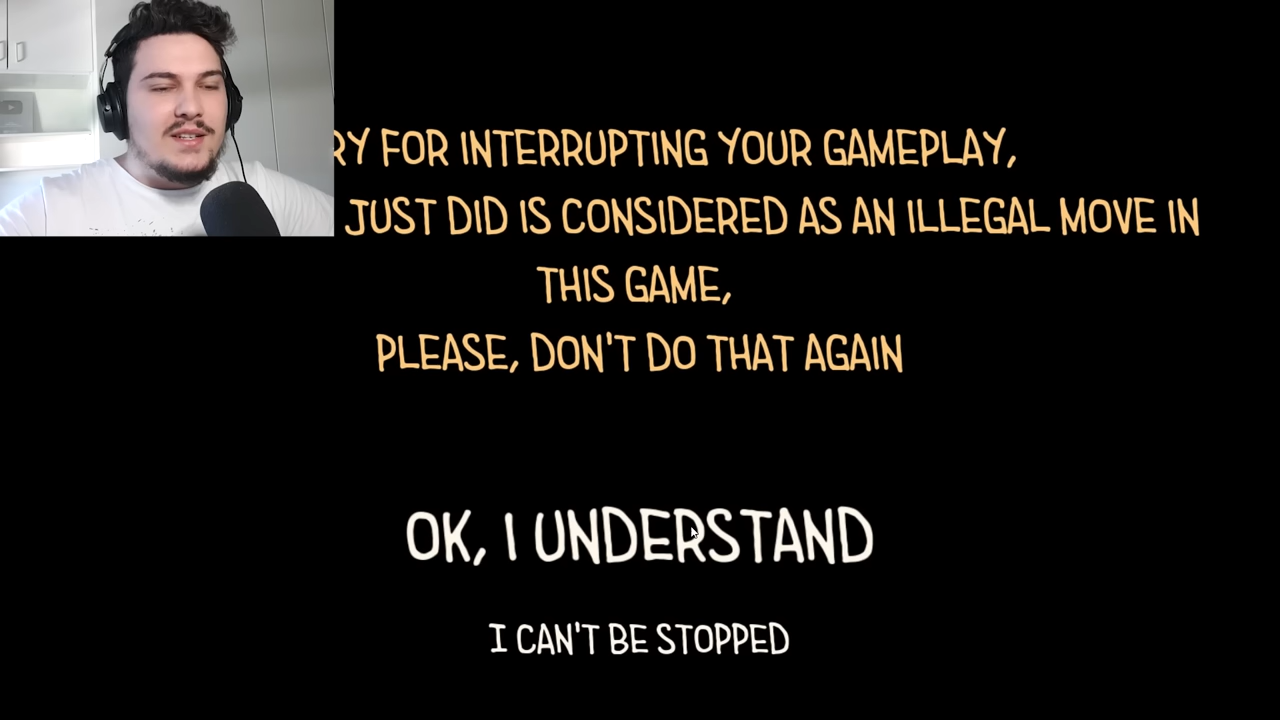 RY FOR INTERRUPTING YOUR GAMEPLAY,
JUST DID IS CONSIDERED AS AN ILLEGAL MOVE IN
THIS GAME,
PLEASE, DON'T DO THAT AGAIN
OK, I UNDERSTAND
I CAN'T BE STOPPED